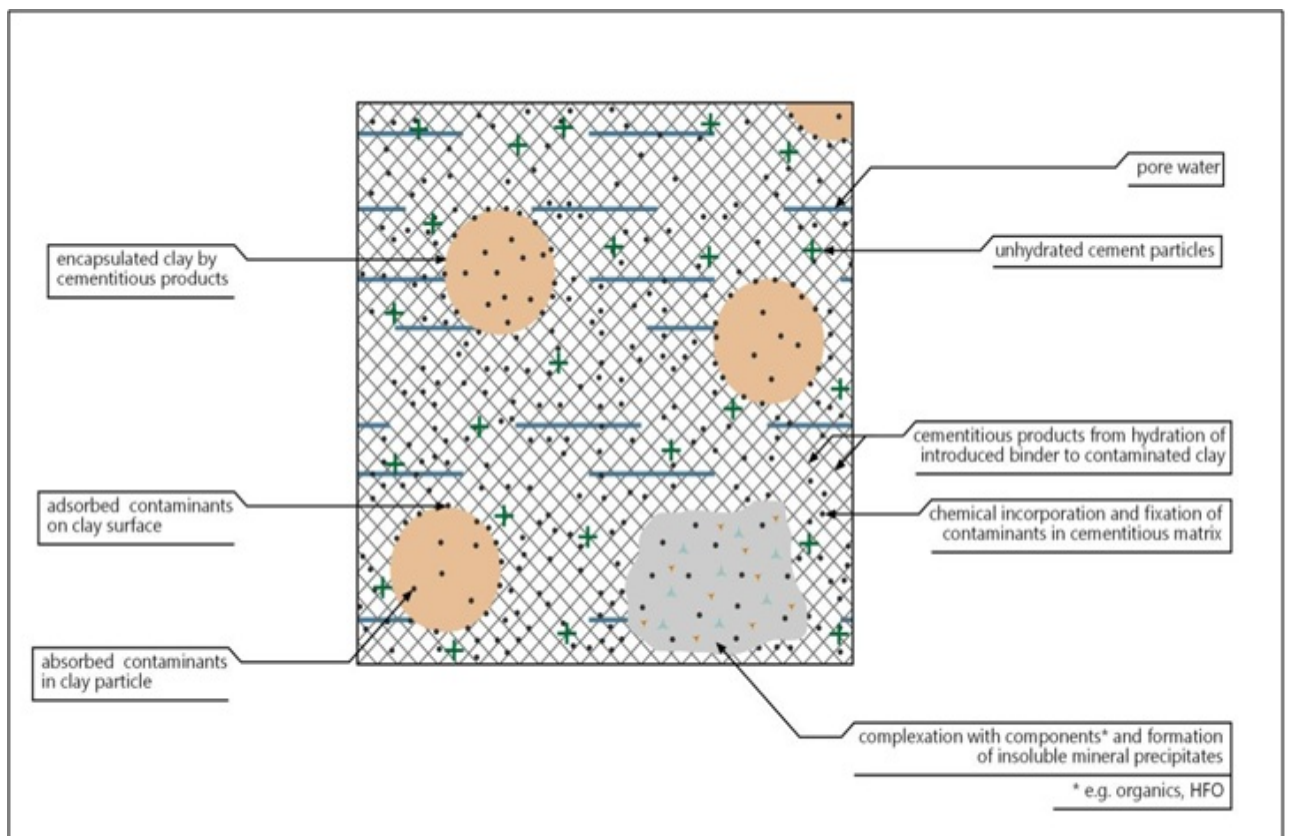 pore water
unhydrated cement particles
encapsulated clay by
cementitious products
cementitious products from hydration of
introduced binder to contaminated clay
adsorbed contaminants
on clay surface
chemical incorporation and fixation of
contaminants in cementitious matrix
absorbed contaminants
in clay particle
complexation with components* and formation
of insoluble mineral precipitates
* e.g. organics, HFO